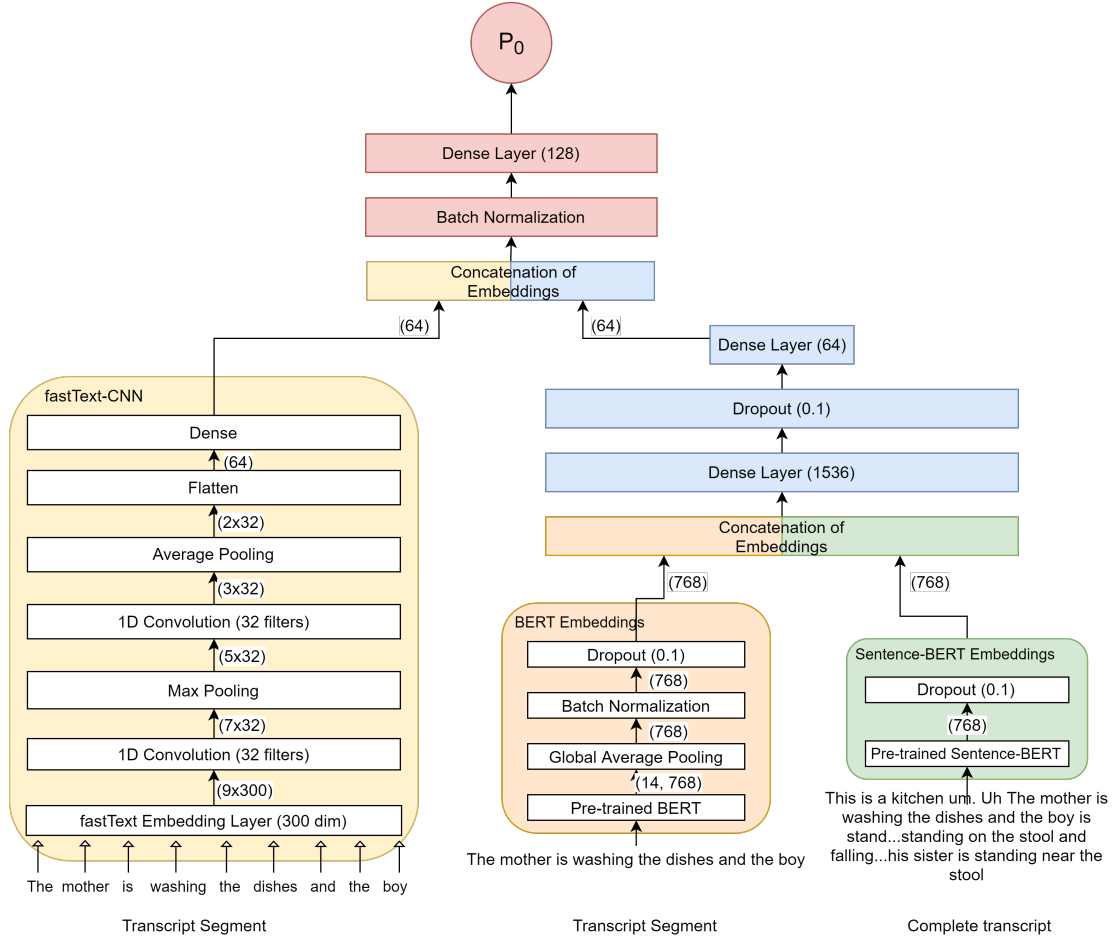 P0
Dense Layer (128)
Batch Normalization
Concatenation of
Embeddings
(64)
(64)
Dense Layer (64)
fastText-CNN
Dense
(64)
Flatten
(2x32)
Average Pooling
(3x32)
1D Convolution (32 filters)
(5x32)
Max Pooling
(7x32)
1D Convolution (32 filters)
(9x300)
fastText Embedding Layer (300 dim)
The mother is washing the dishes and the boy
Transcript Segment
Dropout (0.1)
Dense Layer (1536)
Concatenation of
Embeddings
(768)
(768)
BERT Embeddings
Dropout (0.1)
(768)
Batch Normalization
(768)
Global Average Pooling
(14, 768)
Pre-trained BERT
The mother is washing the dishes and the boy
Transcript Segment
Sentence-BERT Embeddings
Dropout (0.1)
(768)
Pre-trained Sentence-BERT
This is a kitchen um. Uh The mother is
washing the dishes and the boy is
stand...standing on the stool and
falling...his sister is standing near the
stool
Complete transcript